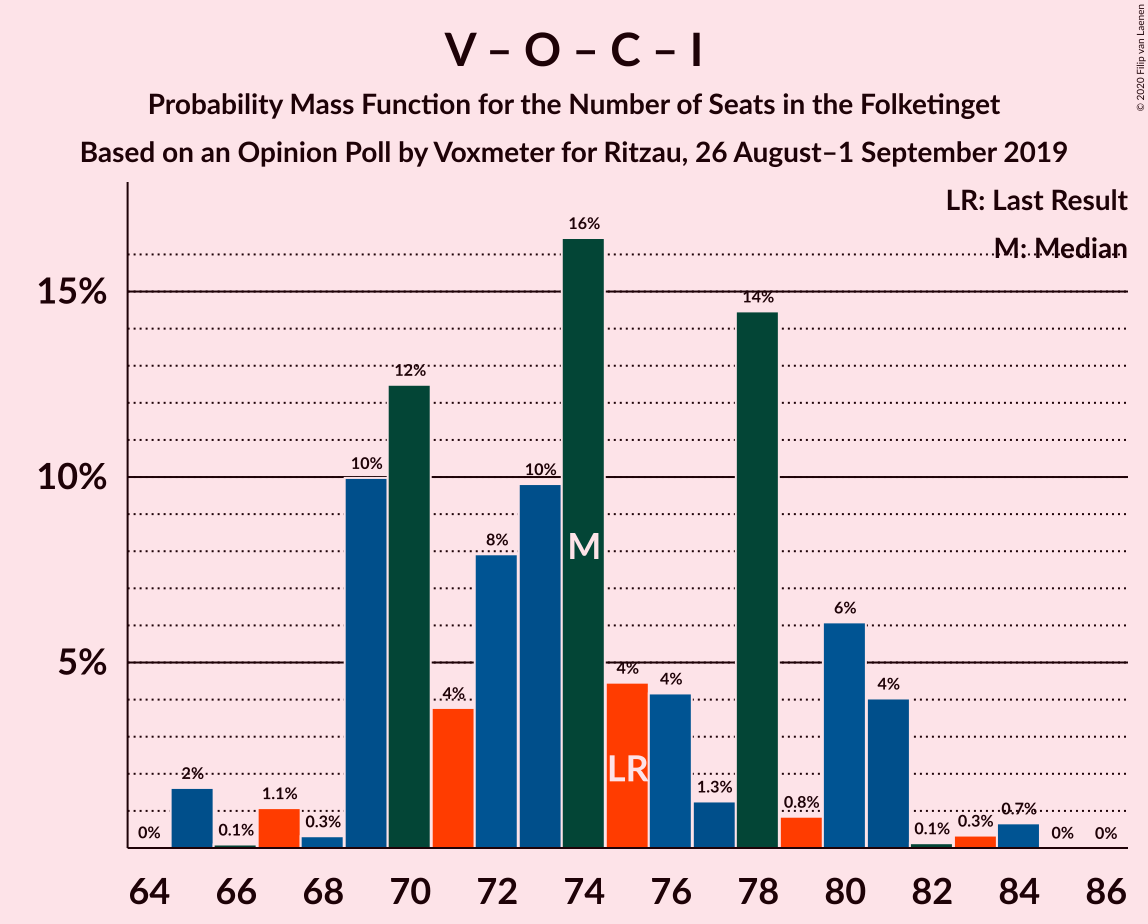 V – O – C – I
Probability Mass Function for the Number of Seats in the Folketinget
Based on an Opinion Poll by Voxmeter for Ritzau, 26 August–1 September 2019
© 2020 Filip van Laenen
LR: Last Result
M: Median
15%
10%
5%
0%
2%
0.1%
1.1%
0.3%
10%
12%
4%
8%
10%
16%
M
4%
LR
4%
1.3%
14%
0.8%
6%
4%
0.1%
0.3%
0.7%
0%
0%
64 66 68 70 72 74 76 78 80 82 84 86